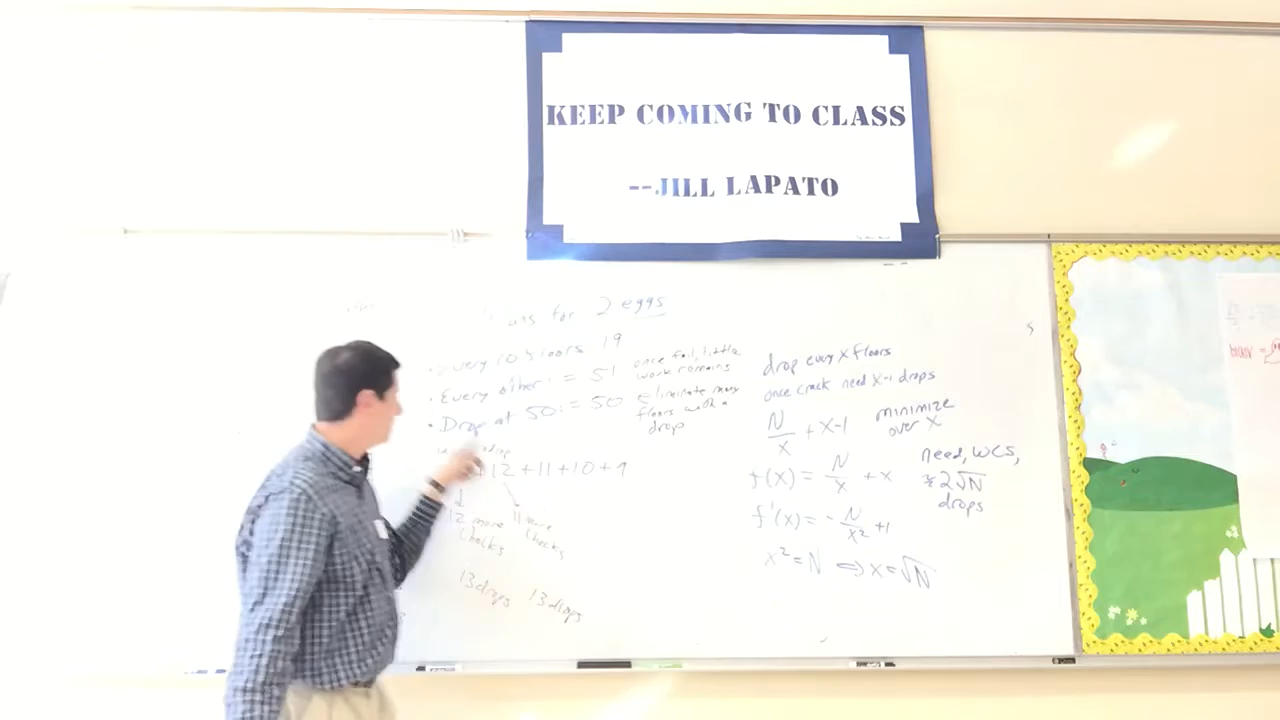 KEEP COMING TO CLASS
--JILL LAPATO
for 2 eggs
every 10 floors 19
• Every other := 51 once fail, little work remains
• Drop at 50 := 50 eliminate many floors with a drop
12 + 11 + 10 + 9
12 more checks
11 more checks
13 drops 13 drops
drop every x floors
once crack need x-1 drops
N/x + x-1 minimize over x
f(x) = N/x + x
need, WCS, ≈ 2√N drops
f'(x) = -N/x² + 1
x² = N ⟺ x = √N